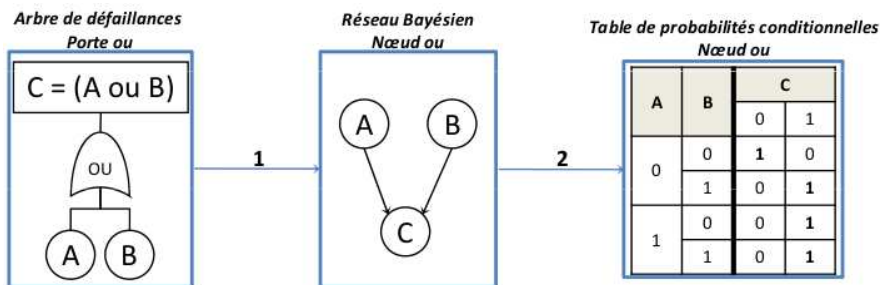 Arbre de défaillances
Porte ou
C = (A ou B)
OU
A B
1
Réseau Bayésien
Nœud ou
A B
C
2
Table de probabilités conditionnelles
Nœud ou
A B C
0 1
0 0 1 0
1 0 1
1 0 0 1
1 0 1